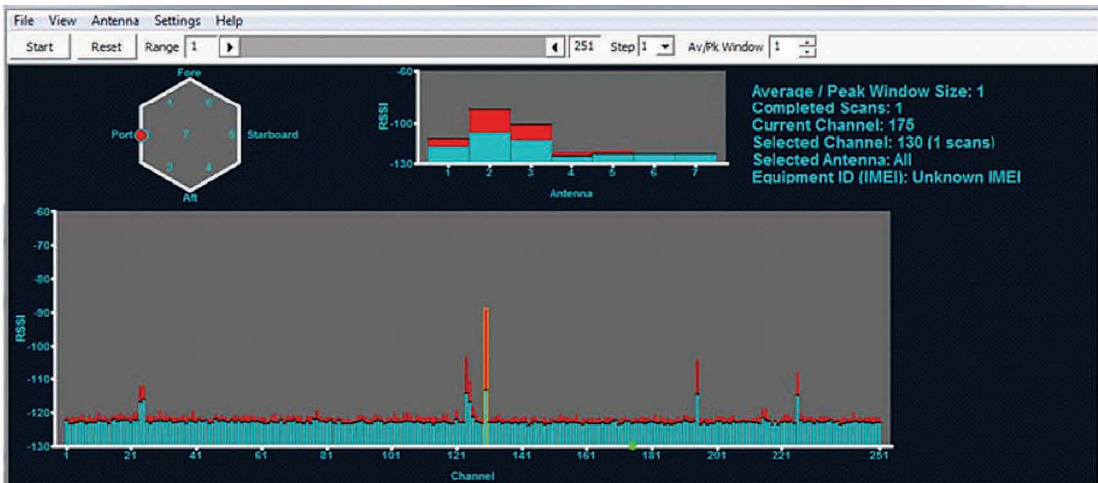 File View Antenna Settings Help
Start Reset Range 1 251 Step 1 Av/Pk Window 1
Fore
1 6
Port 7 5 Starboard
3 4
Aft
-60
-100
-130
RSSI
1 2 3 4 5 6 7
Antenna
Average / Peak Window Size: 1
Completed Scans: 1
Current Channel: 175
Selected Channel: 130 (1 scans)
Selected Antenna: All
Equipment ID (IMEI): Unknown IMEI
-60
-70
-80
-90
-100
-110
-120
-130
RSSI
1 21 41 61 81 101 121 141 161 181 201 221 251
Channel